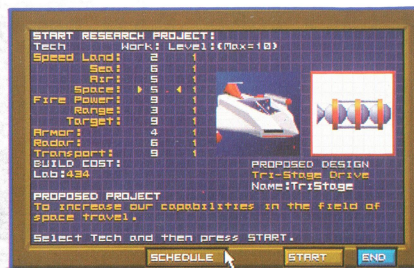 START RESEARCH PROJECT:
Tech Work: Level:(Max=10)
Speed Land: 2 1
Sea: 6 1
Air: 5 1
Space: 5 1
Fire Power: 9 1
Range: 3 1
Target: 9 1
Armor: 4 1
Radar: 6 1
Transport: 9 1
BUILD COST:
Lab:434
PROPOSED DESIGN
Tri-Stage Drive
Name:TriStage
PROPOSED PROJECT
To increase our capabilities in the field of
space travel.
Select Tech and then press START.
SCHEDULE START END